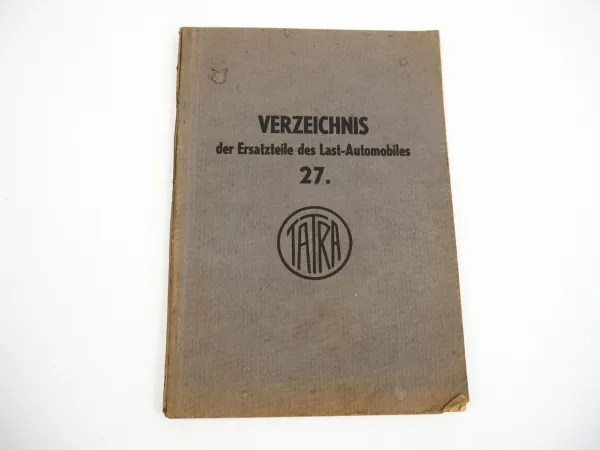 VERZEICHNIS
der Ersatzteile des Last-Automobiles
27.
TATRA